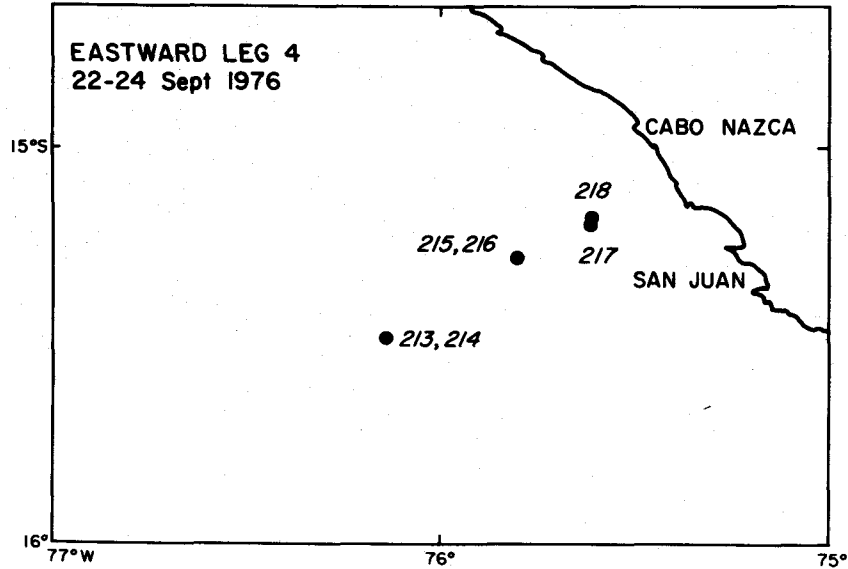 EASTWARD LEG 4
22-24 Sept 1976
15°S
CABO NAZCA
218
215,216
217
SAN JUAN
213,214
16°
77°W
76°
75°